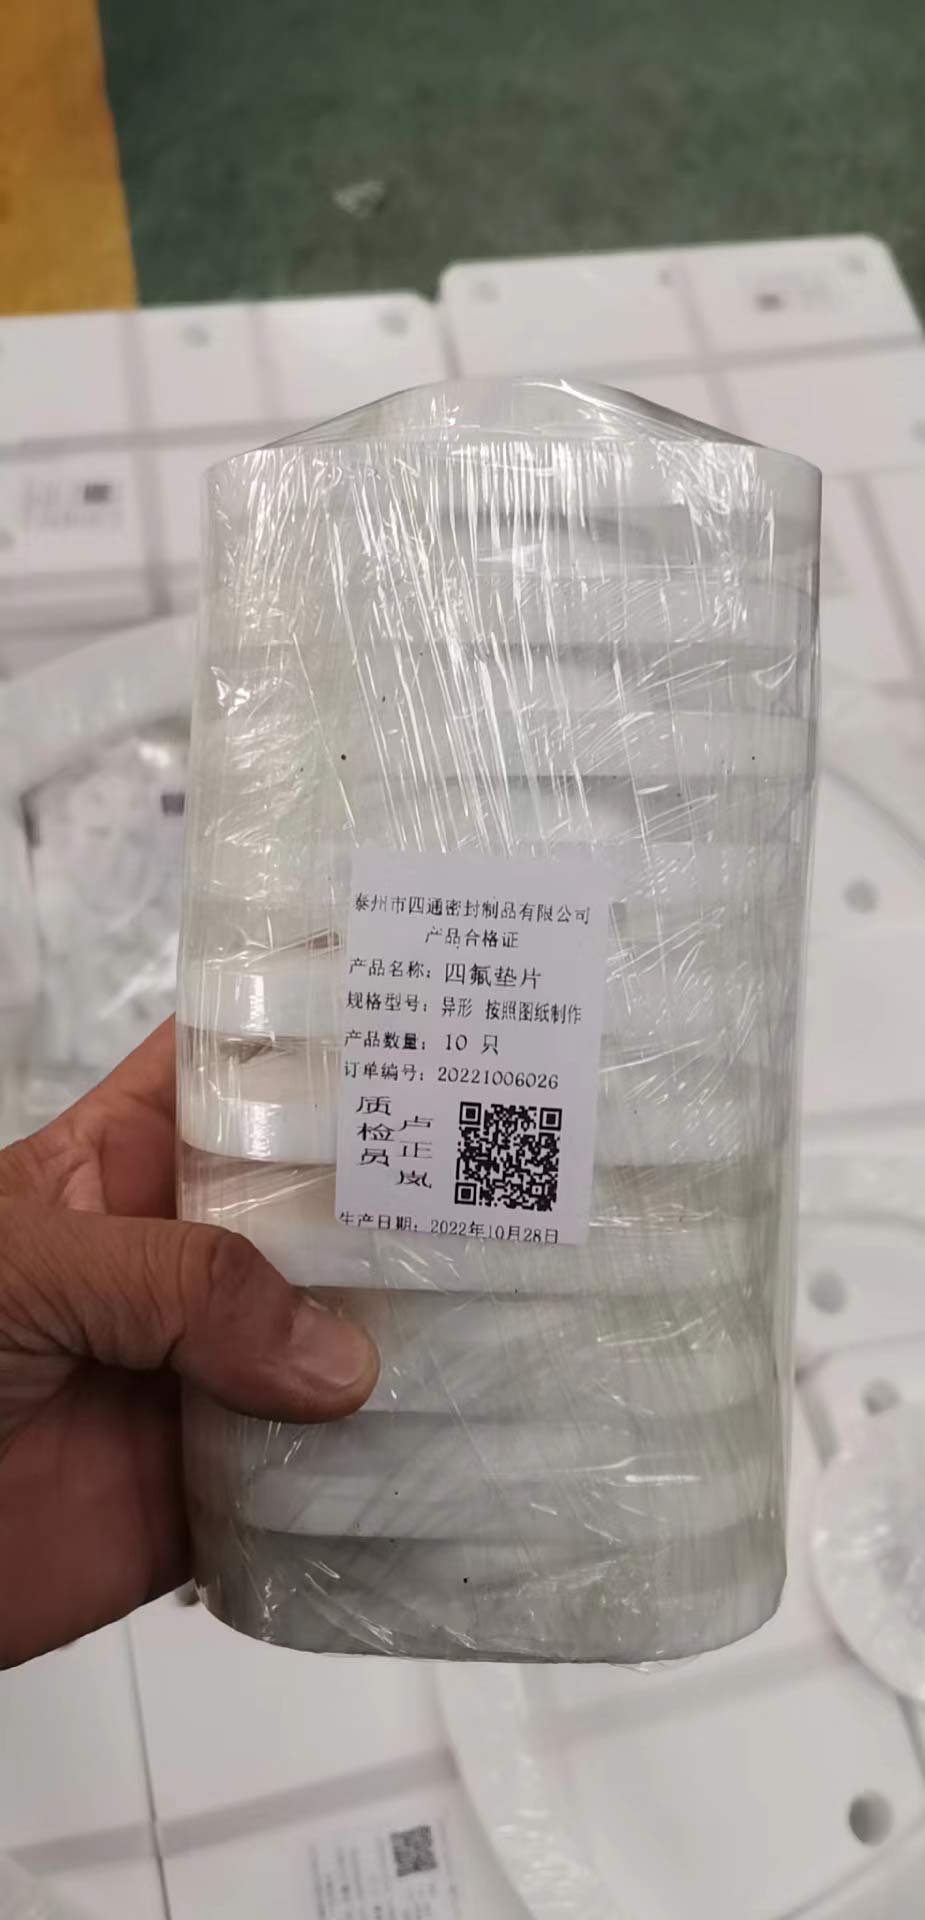 泰州市四通密封制品有限公司
产品合格证
产品名称：四氟垫片
规格型号：异形 按照图纸制作
产品数量：10 只
订单编号：20221006026
质检员 卢正岚
生产日期：2022年10月28日